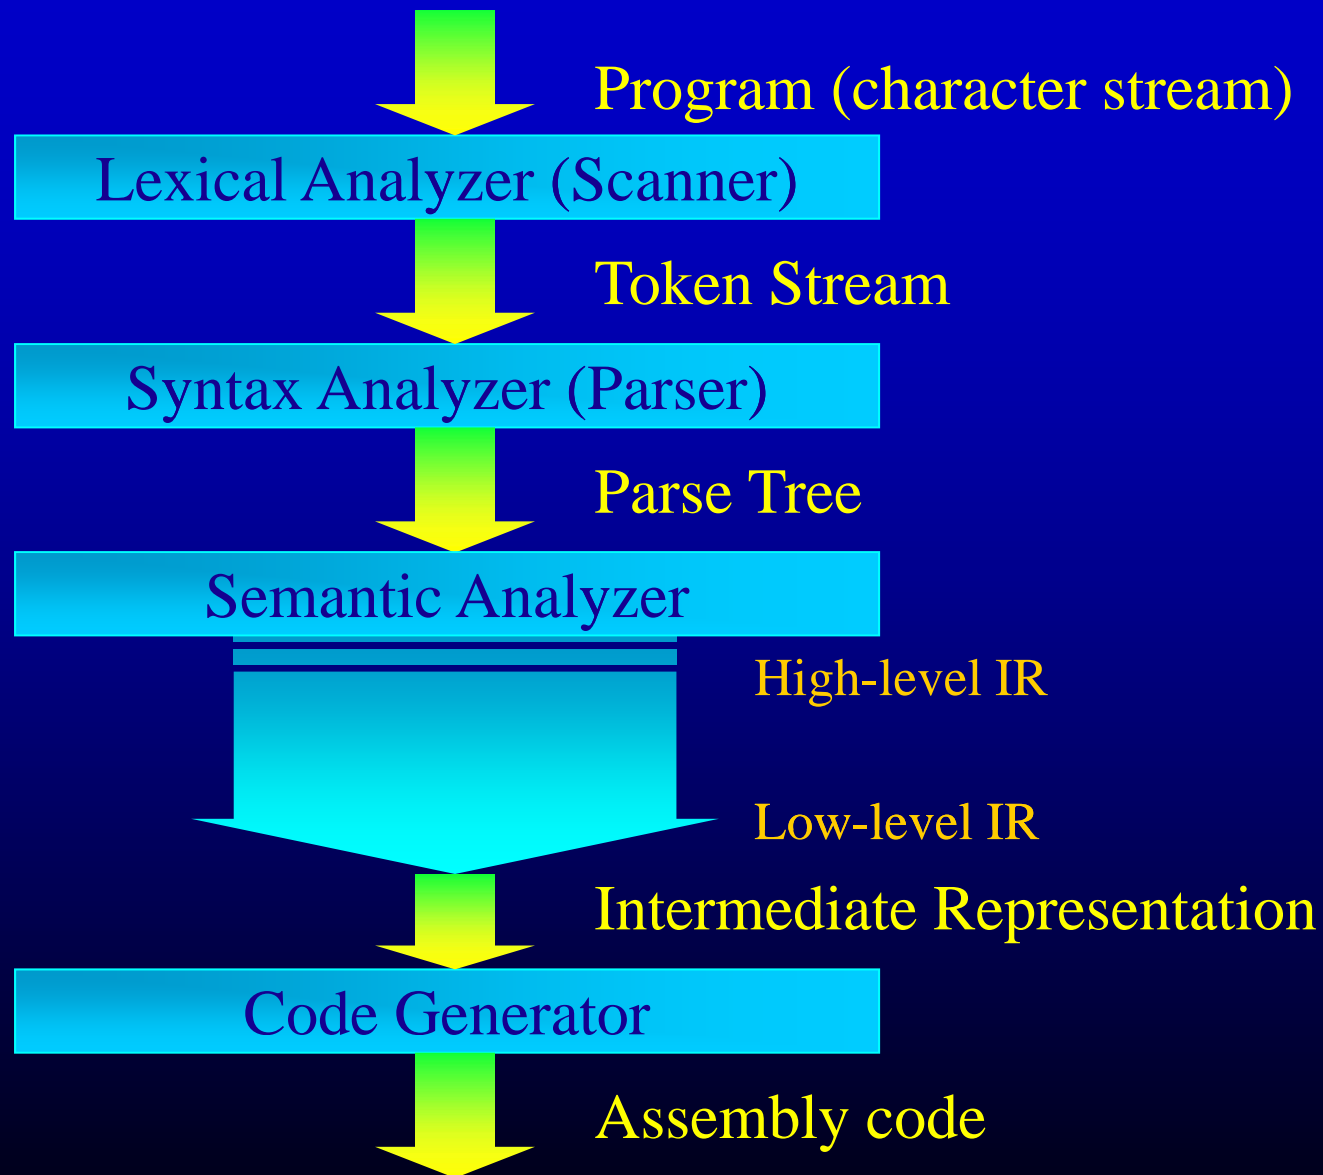 Program (character stream)
Lexical Analyzer (Scanner)
Token Stream
Syntax Analyzer (Parser)
Parse Tree
Semantic Analyzer
High-level IR
Low-level IR
Intermediate Representation
Code Generator
Assembly code